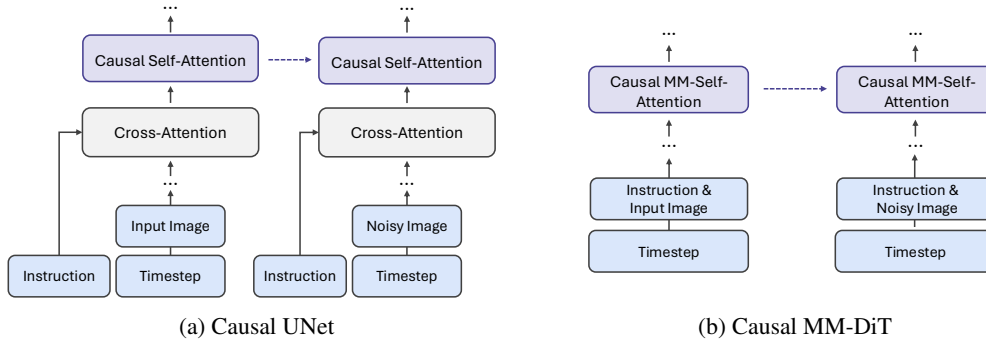 ...
...
Causal Self-Attention
Causal Self-Attention
Cross-Attention
Cross-Attention
...
...
Input Image
Noisy Image
Instruction
Timestep
Instruction
Timestep
(a) Causal UNet
...
...
Causal MM-Self-
Attention
Causal MM-Self-
Attention
...
...
Instruction &
Input Image
Instruction &
Noisy Image
Timestep
Timestep
(b) Causal MM-DiT